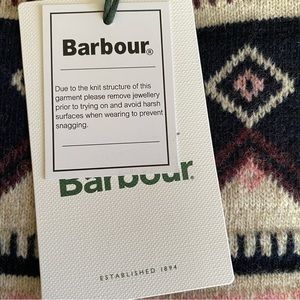 Barbour®
Due to the knit structure of this
garment please remove jewellery
prior to trying on and avoid harsh
surfaces when wearing to prevent
snagging.
Barbour®
ESTABLISHED 1894